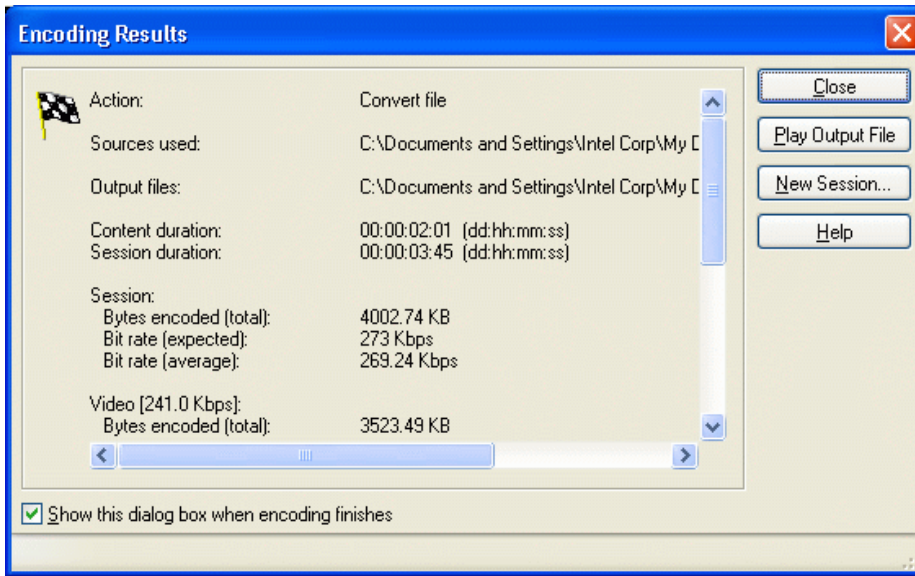 Encoding Results
Action: Convert file
Sources used: C:\Documents and Settings\Intel Corp\My D
Output files: C:\Documents and Settings\Intel Corp\My D
Content duration: 00:00:02:01 (dd:hh:mm:ss)
Session duration: 00:00:03:45 (dd:hh:mm:ss)
Session:
Bytes encoded (total): 4002.74 KB
Bit rate (expected): 273 Kbps
Bit rate (average): 269.24 Kbps
Video [241.0 Kbps]:
Bytes encoded (total): 3523.49 KB
Close
Play Output File
New Session...
Help
Show this dialog box when encoding finishes